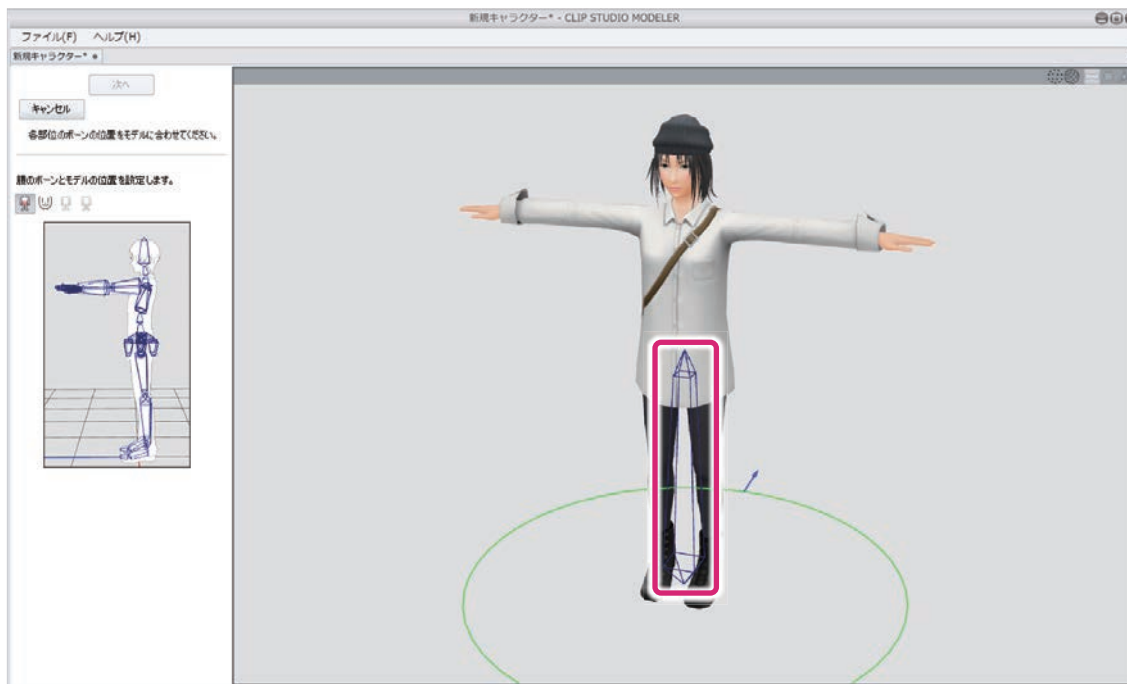 新規キャラクター* - CLIP STUDIO MODELER
ファイル(F) ヘルプ(H)
新規キャラクター*
次へ
キャンセル
各部位のボーンの位置をモデルに合わせてください。
腰のボーンとモデルの位置を設定します。